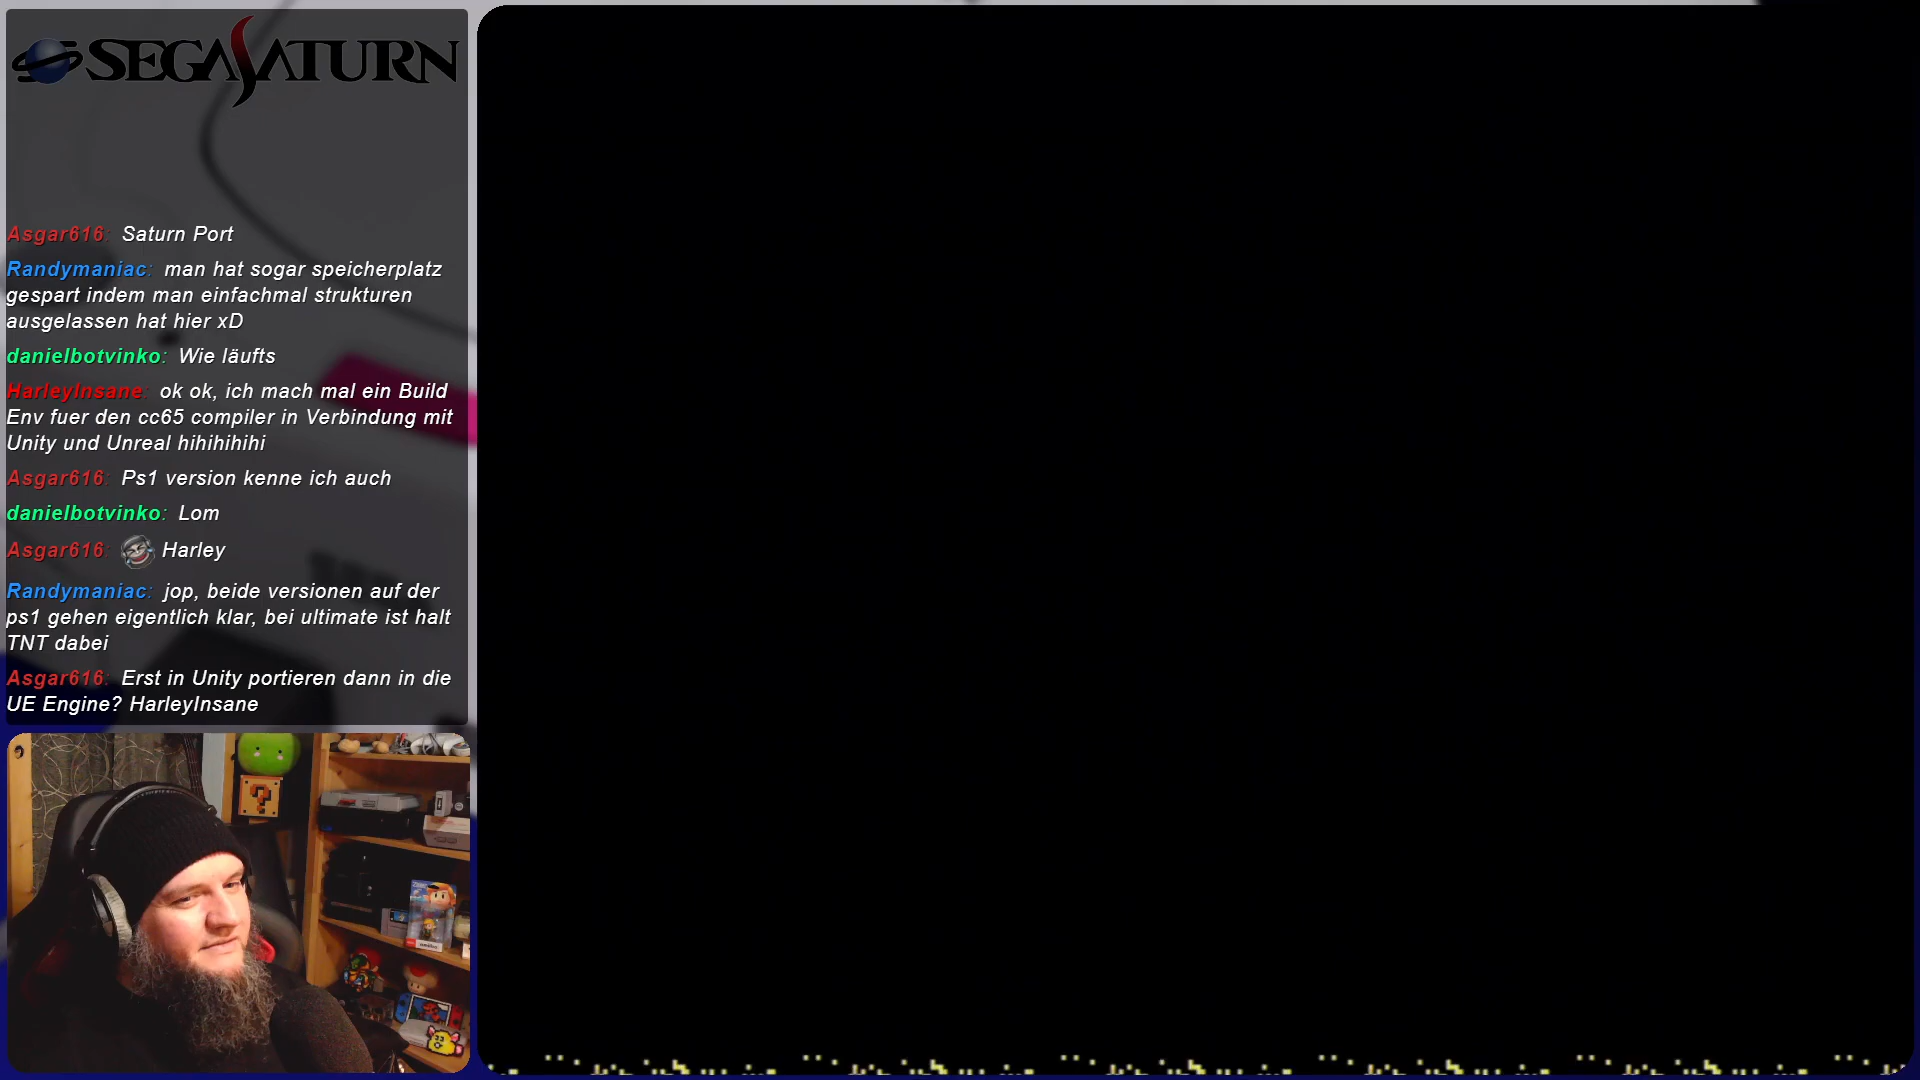 SEGA SATURN
Asgar616: Saturn Port
Randymaniac: man hat sogar speicherplatz
gespart indem man einfachmal strukturen
ausgelassen hat hier xD
danielbotvinko: Wie läufts
HarleyInsane: ok ok, ich mach mal ein Build
Env fuer den cc65 compiler in Verbindung mit
Unity und Unreal hihihihihi
Asgar616: Ps1 version kenne ich auch
danielbotvinko: Lom
Asgar616: Harley
Randymaniac: jop, beide versionen auf der
ps1 gehen eigentlich klar, bei ultimate ist halt
TNT dabei
Asgar616: Erst in Unity portieren dann in die
UE Engine? HarleyInsane
?